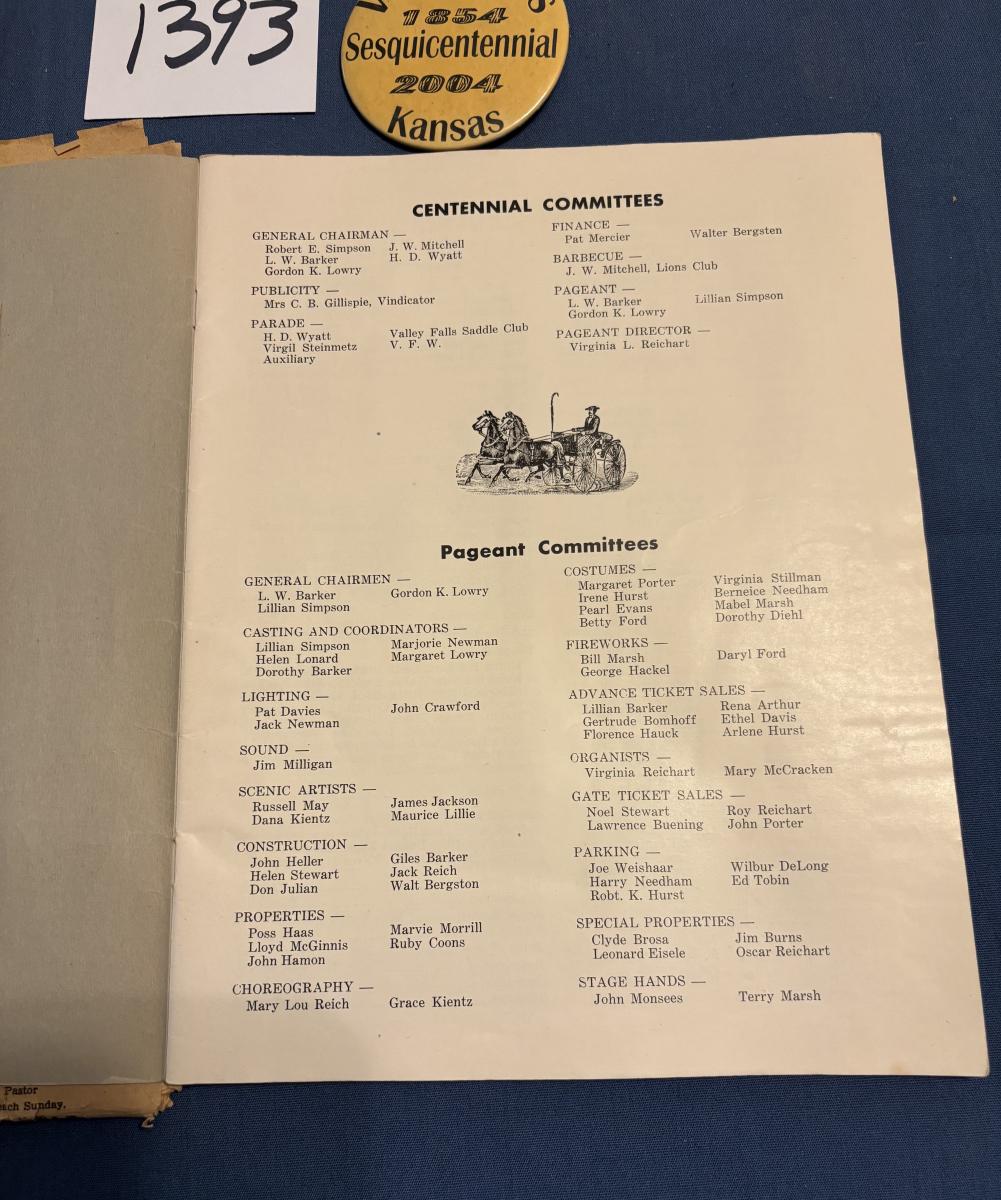 1393
1854
Sesquicentennial
2004
Kansas
CENTENNIAL COMMITTEES
GENERAL CHAIRMAN —
Robert E. Simpson J. W. Mitchell
L. W. Barker H. D. Wyatt
Gordon K. Lowry
PUBLICITY —
Mrs C. B. Gillispie, Vindicator
PARADE —
H. D. Wyatt Valley Falls Saddle Club
Virgil Steinmetz V. F. W.
Auxiliary
FINANCE —
Pat Mercier Walter Bergsten
BARBECUE —
J. W. Mitchell, Lions Club
PAGEANT —
L. W. Barker Lillian Simpson
Gordon K. Lowry
PAGEANT DIRECTOR —
Virginia L. Reichart
Pageant Committees
GENERAL CHAIRMEN —
L. W. Barker Gordon K. Lowry
Lillian Simpson
CASTING AND COORDINATORS —
Lillian Simpson Marjorie Newman
Helen Lonard Margaret Lowry
Dorothy Barker
LIGHTING —
Pat Davies John Crawford
Jack Newman
SOUND —
Jim Milligan
SCENIC ARTISTS —
Russell May James Jackson
Dana Kientz Maurice Lillie
CONSTRUCTION —
John Heller Giles Barker
Helen Stewart Jack Reich
Don Julian Walt Bergston
PROPERTIES —
Poss Haas Marvie Morrill
Lloyd McGinnis Ruby Coons
John Hamon
CHOREOGRAPHY —
Mary Lou Reich Grace Kientz
COSTUMES —
Margaret Porter Virginia Stillman
Irene Hurst Berneice Needham
Pearl Evans Mabel Marsh
Betty Ford Dorothy Diehl
FIREWORKS —
Bill Marsh Daryl Ford
George Hackel
ADVANCE TICKET SALES —
Lillian Barker Rena Arthur
Gertrude Bomhoff Ethel Davis
Florence Hauck Arlene Hurst
ORGANISTS —
Virginia Reichart Mary McCracken
GATE TICKET SALES —
Noel Stewart Roy Reichart
Lawrence Buening John Porter
PARKING —
Joe Weishaar Wilbur DeLong
Harry Needham Ed Tobin
Robt. K. Hurst
SPECIAL PROPERTIES —
Clyde Brosa Jim Burns
Leonard Eisele Oscar Reichart
STAGE HANDS —
John Monsees Terry Marsh
Pastor
Sunday.